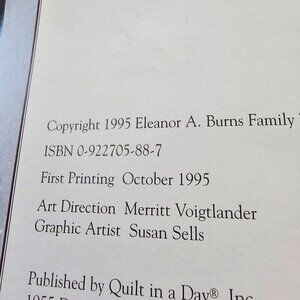 Copyright 1995 Eleanor A. Burns Family
ISBN 0-922705-88-7
First Printing October 1995
Art Direction Merritt Voigtlander
Graphic Artist Susan Sells
Published by Quilt in a Day® Inc.
1955